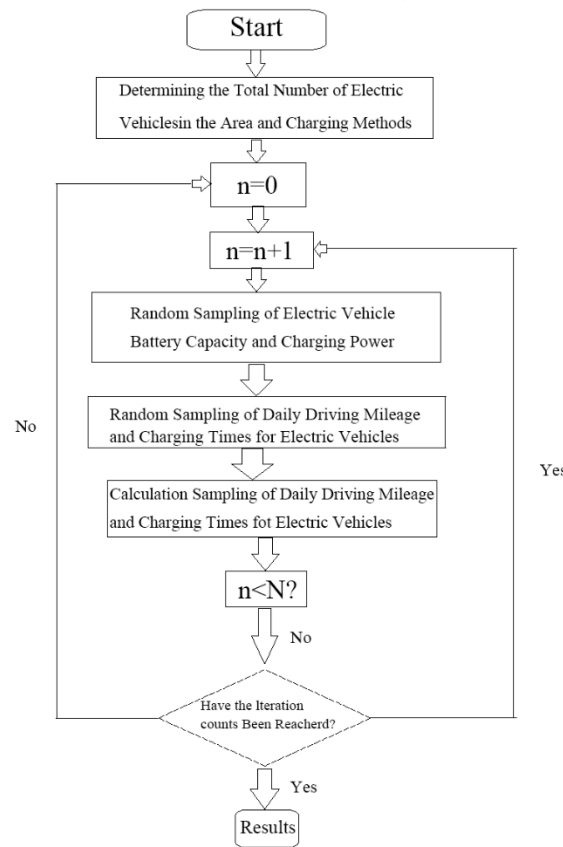 Start
Determining the Total Number of Electric
Vehiclesin the Area and Charging Methods
n=0
n=n+1
Random Sampling of Electric Vehicle
Battery Capacity and Charging Power
Random Sampling of Daily Driving Mileage
and Charging Times for Electric Vehicles
No
Yes
Calculation Sampling of Daily Driving Mileage
and Charging Times fot Electric Vehicles
n<N?
No
Have the Iteration
counts Been Reacherd?
Yes
Results